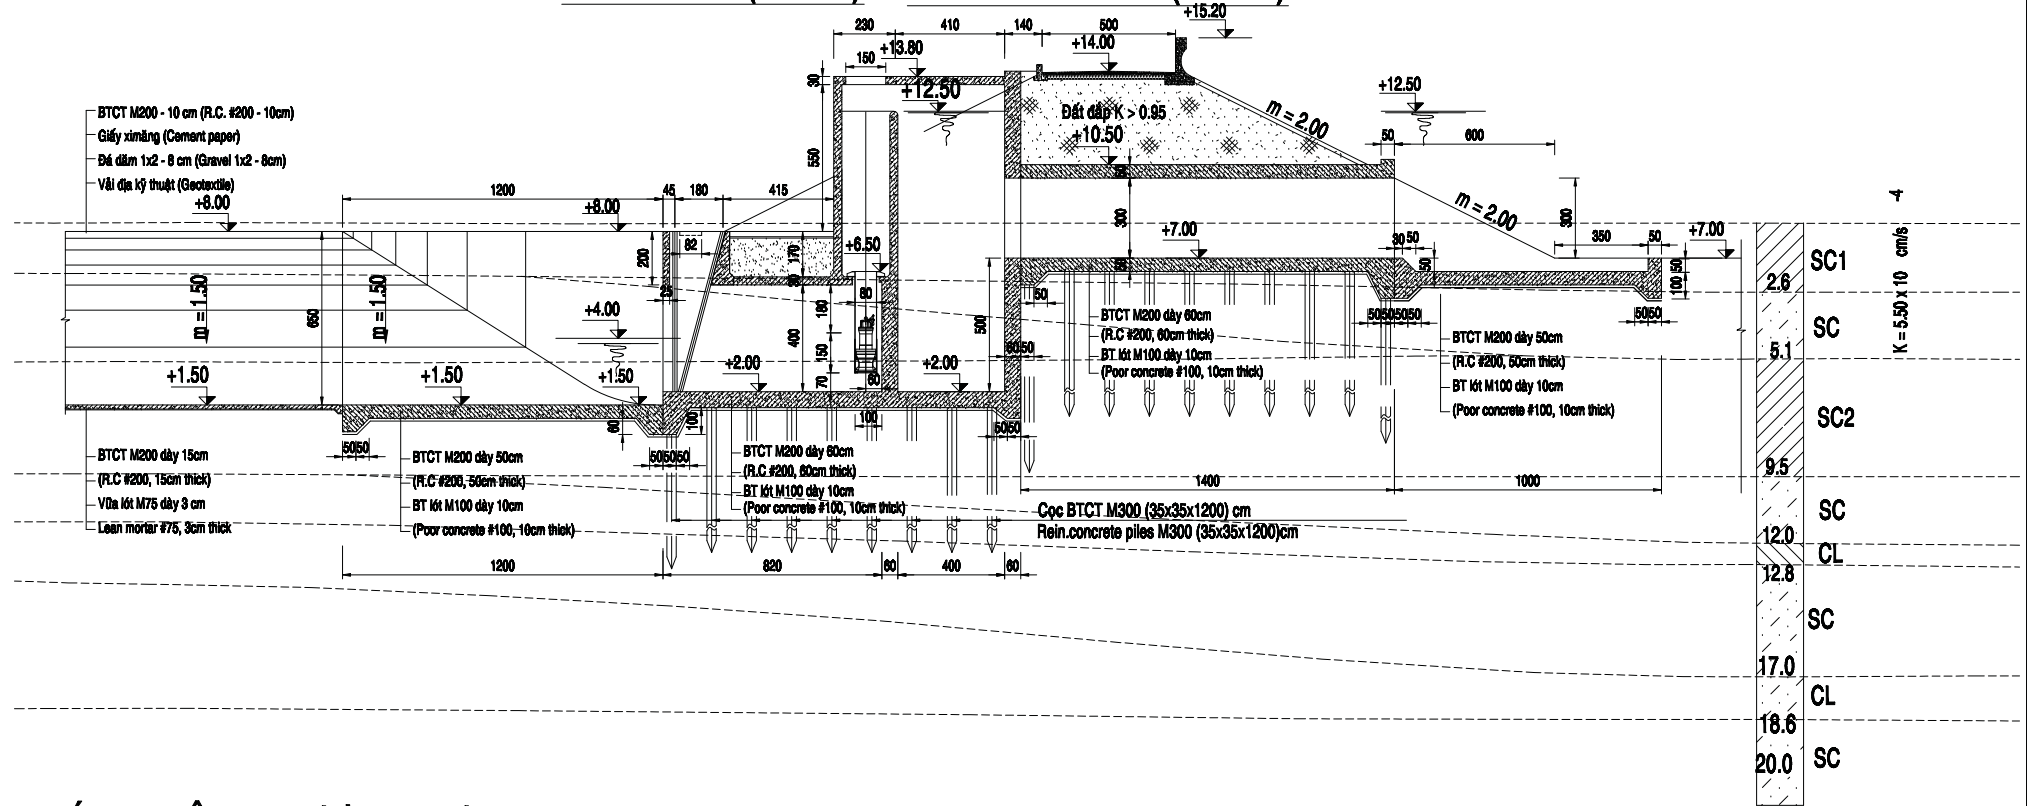 +15.20
230
410
140
500
+13.80
+14.00
150
30
+12.50
+12.50
m = 2.00
Đất đắp K > 0.95
+10.50
50
600
BTCT M200 - 10 cm (R.C. #200 - 10cm)
Giấy ximăng (Cement paper)
Đá dăm 1x2 - 8 cm (Gravel 1x2 - 8cm)
Vải địa kỹ thuật (Geotextile)
550
1200
45
180
415
+8.00
+8.00
50
300
m = 2.00
300
+7.00
350
50
+7.00
82
200
170
+6.50
30
50
50
50
50
100
m = 1.50
m = 1.50
650
25
80
180
400
150
70
500
+4.00
+2.00
+2.00
+1.50
+1.50
+1.50
60
60
100
100
50 50
50 50 50
50 50
60 50
50
50 50 50 50
50 50
BTCT M200 dày 60cm
(R.C #200, 60cm thick)
BT lót M100 dày 10cm
(Poor concrete #100, 10cm thick)
BTCT M200 dày 50cm
(R.C #200, 50cm thick)
BT lót M100 dày 10cm
(Poor concrete #100, 10cm thick)
BTCT M200 dày 15cm
(R.C #200, 15cm thick)
Vữa lót M75 dày 3 cm
Lean mortar #75, 3cm thick
BTCT M200 dày 50cm
(R.C #200, 50cm thick)
BT lót M100 dày 10cm
(Poor concrete #100, 10cm thick)
BTCT M200 dày 60cm
(R.C #200, 60cm thick)
BT lót M100 dày 10cm
(Poor concrete #100, 10cm thick)
1400
1000
Cọc BTCT M300 (35x35x1200) cm
Rein.concrete piles M300 (35x35x1200)cm
1200
820
60
400
60
K = 5.50 x 10 -4 cm/s
SC1
2.6
SC
5.1
SC2
9.5
SC
12.0
CL
12.8
SC
17.0
CL
18.6
20.0
SC